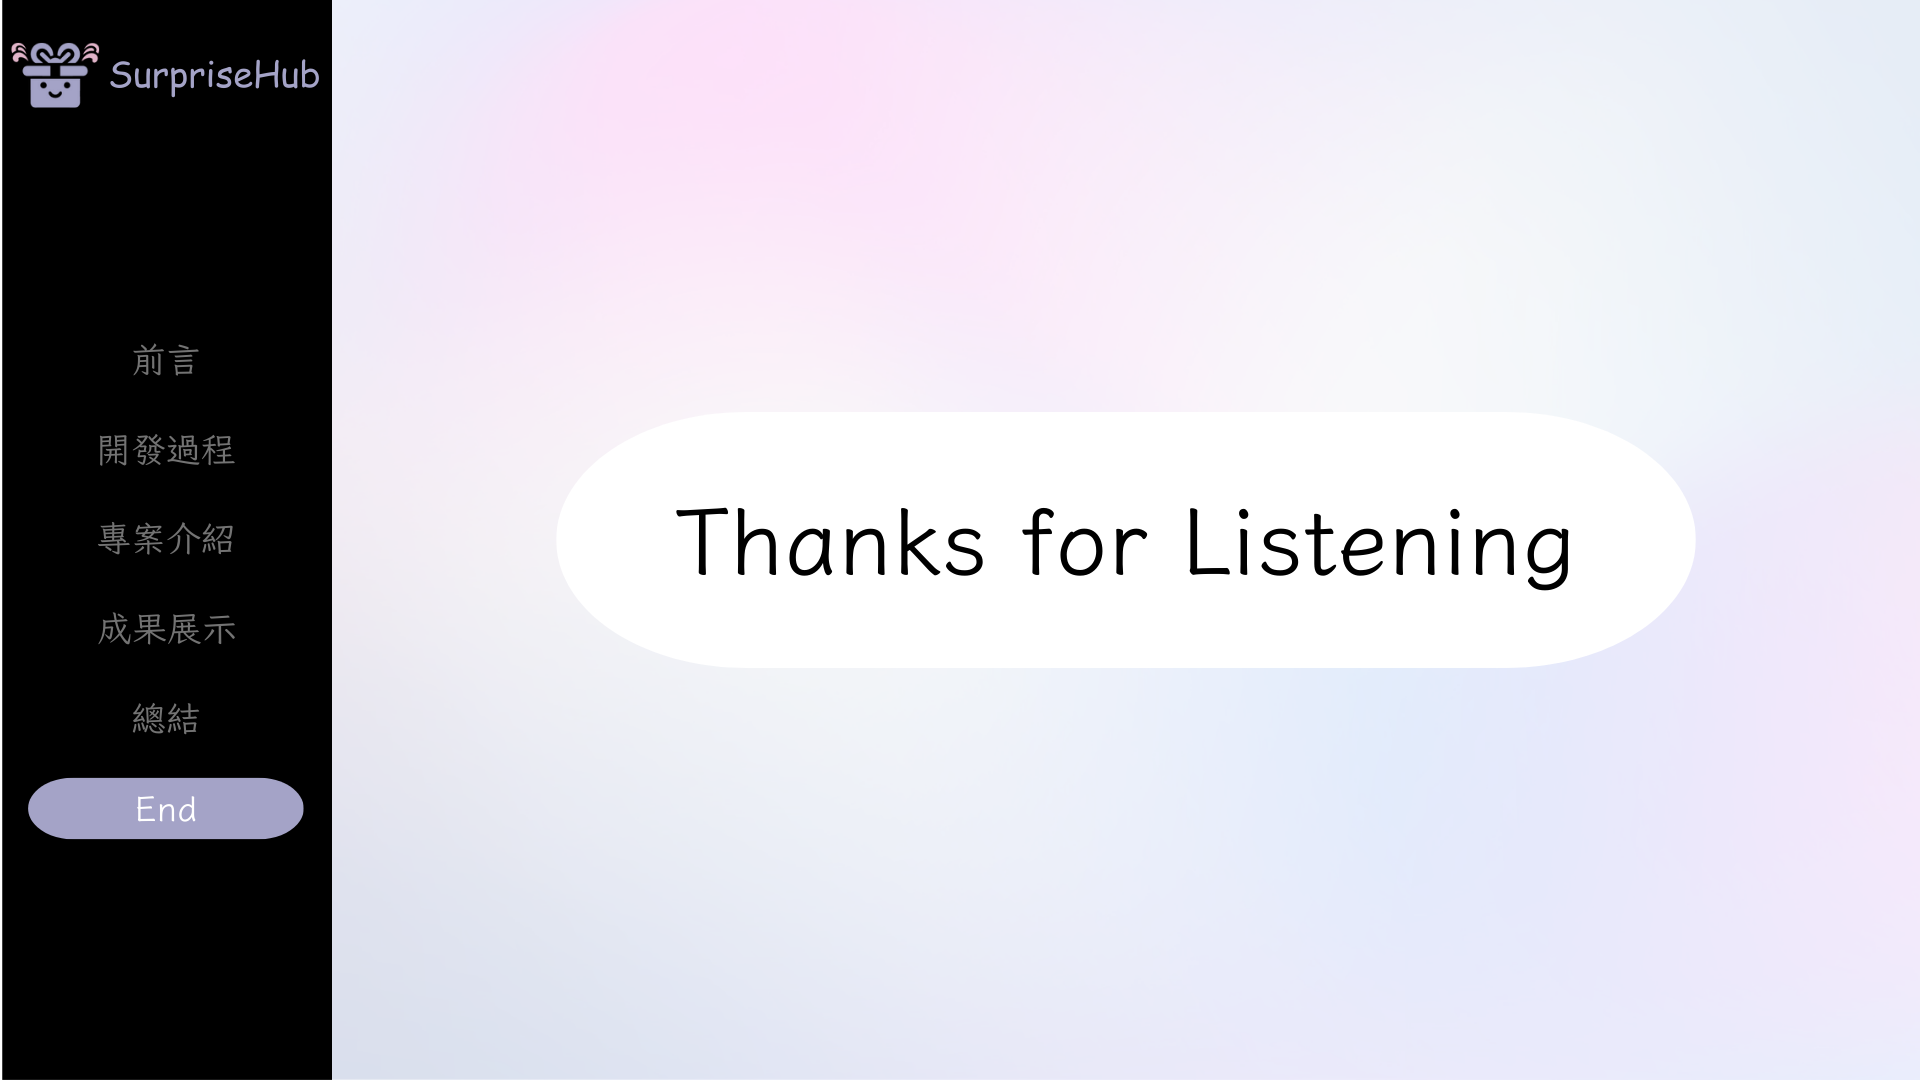 SurpriseHub
前言
開發過程
專案介紹
成果展示
總結
End
Thanks for Listening